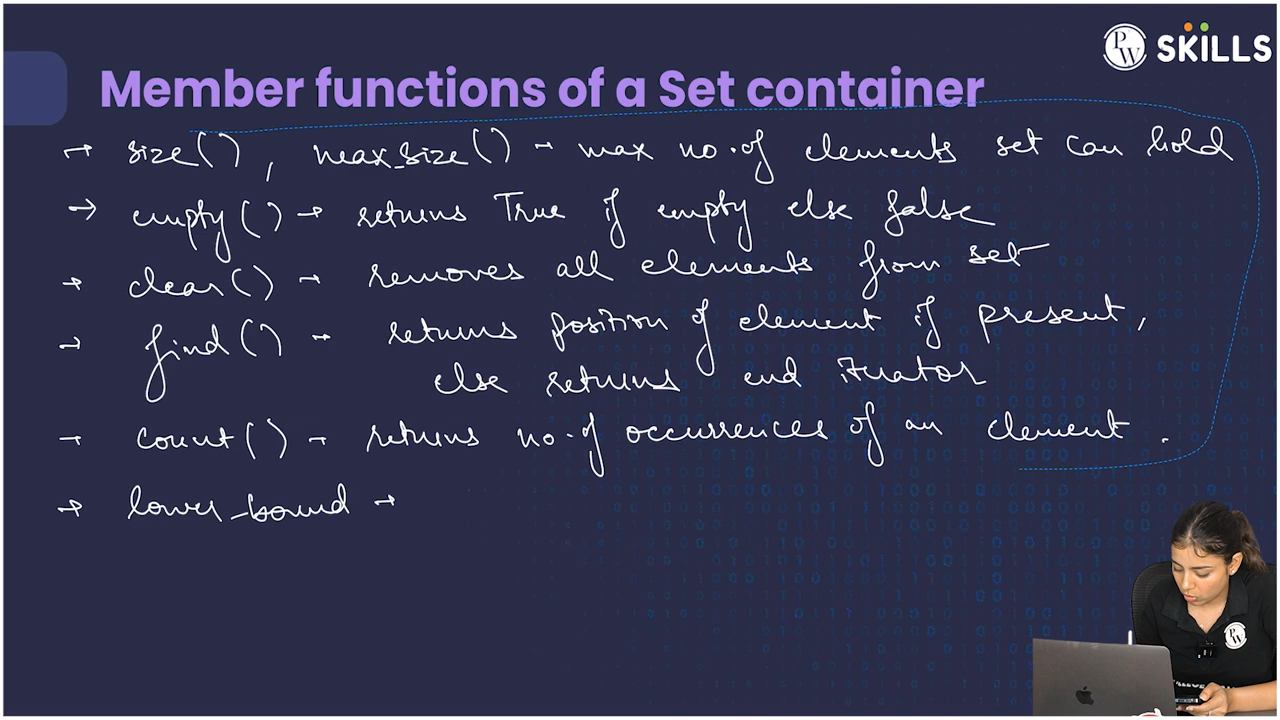 PW SKILLS
Member functions of a Set container
→ size(), max_size() → max no. of elements set can hold
→ empty() → returns True if empty else false
→ clear() → removes all elements from set
→ find() → returns position of element if present,
else returns end iterator
→ count() → returns no. of occurrences of an element.
→ lower_bound →
PW